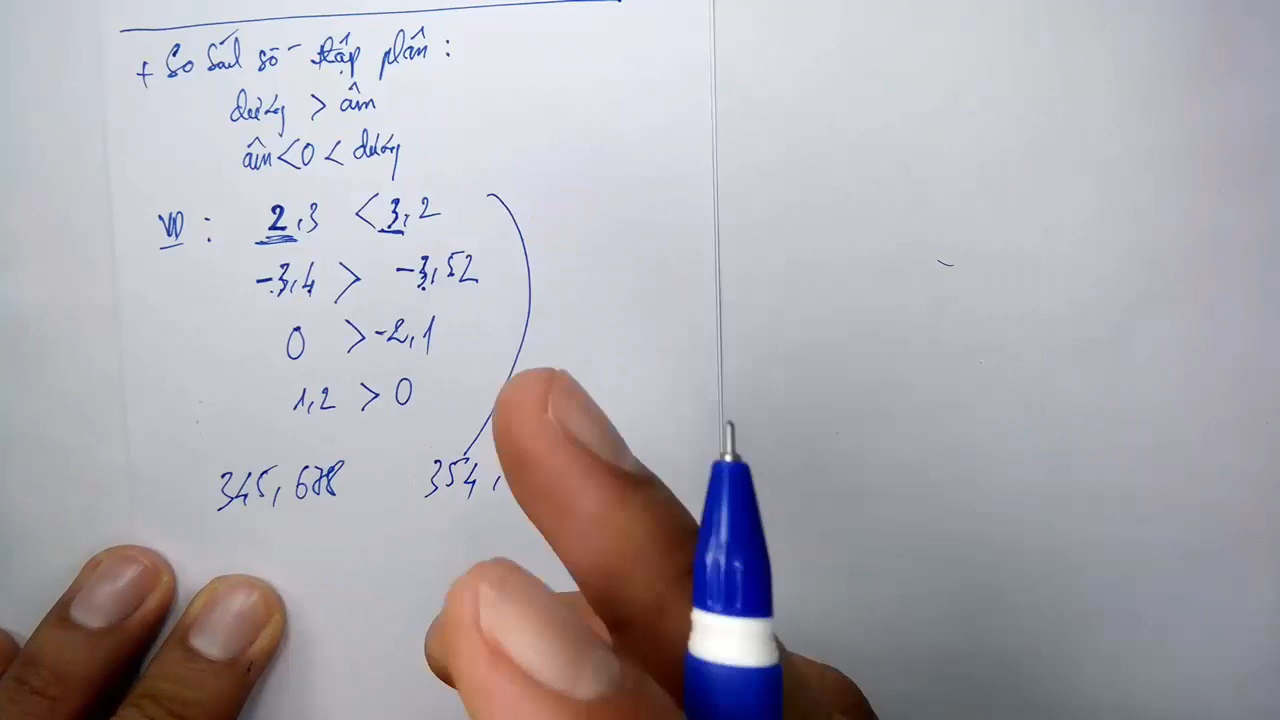 + So sánh số thập phân :
dương > âm
âm < 0 < dương
VD : 2,3 < 3,2
-3,4 > -3,52
0 > -2,1
1,2 > 0
345,678 354,